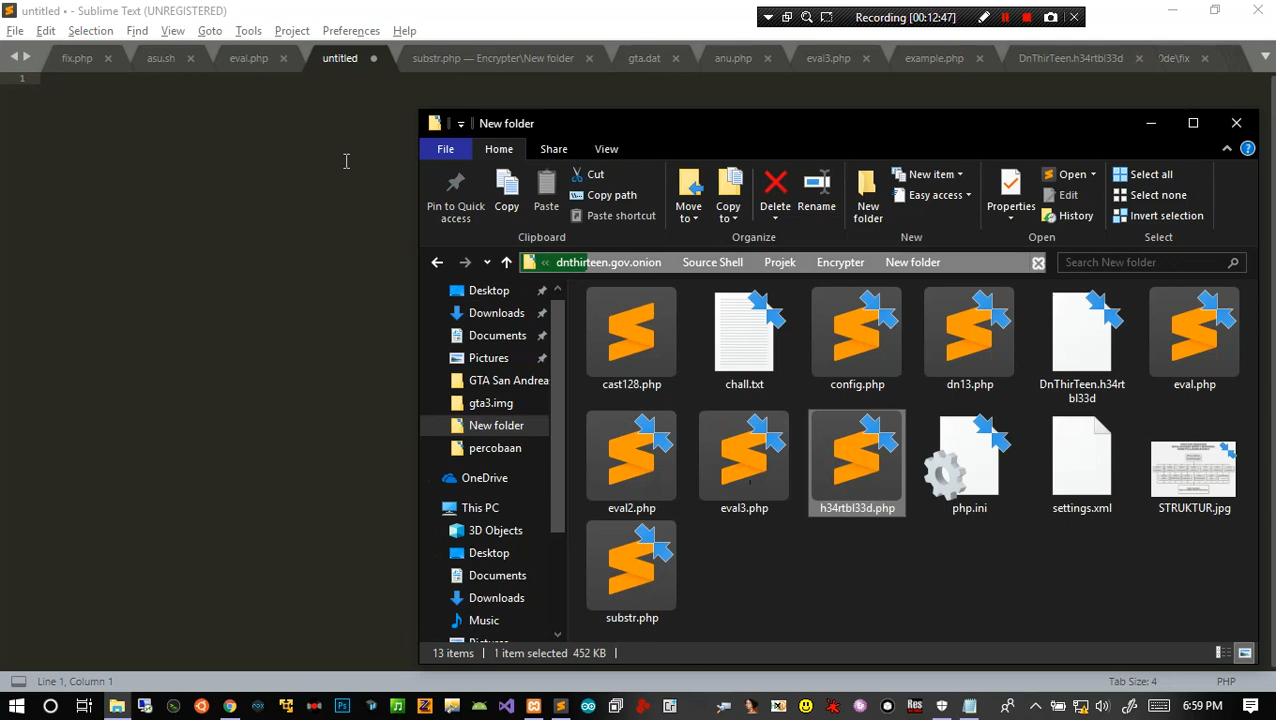 untitled • - Sublime Text (UNREGISTERED)
Recording [00:12:47]
File Edit Selection Find View Goto Tools Project Preferences Help
fix.php asu.sh eval.php untitled substr.php — Encrypter\New folder gta.dat anu.php eval3.php example.php DnThirTeen.h34rtbl33d 0de\fix
1
New folder
File Home Share View
Pin to Quick access
Copy
Paste
Cut
Copy path
Paste shortcut
Move to
Copy to
Delete
Rename
New folder
New item
Easy access
Properties
Open
Edit
History
Select all
Select none
Invert selection
Clipboard Organize New Open Select
« dnthirteen.gov.onion Source Shell Projek Encrypter New folder
Search New folder
Desktop
Downloads
Documents
Pictures
GTA San Andrea
gta3.img
New folder
percobaan
OneDrive
This PC
3D Objects
Desktop
Documents
Downloads
Music
Pictures
cast128.php chall.txt config.php dn13.php DnThirTeen.h34rt eval.php
bl33d
eval2.php eval3.php h34rtbl33d.php php.ini settings.xml STRUKTUR.jpg
substr.php
13 items 1 item selected 452 KB
Line 1, Column 1 Tab Size: 4 PHP
Ps
Res
6:59 PM